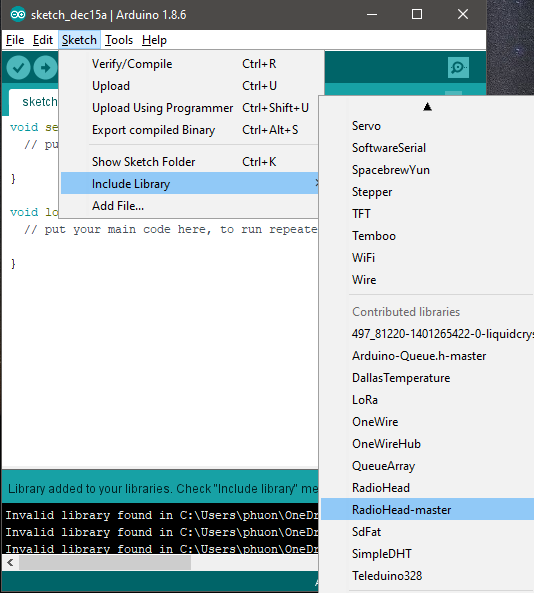 sketch_dec15a | Arduino 1.8.6
File Edit Sketch Tools Help
Verify/Compile Ctrl+R
Upload Ctrl+U
Upload Using Programmer Ctrl+Shift+U
Export compiled Binary Ctrl+Alt+S
Show Sketch Folder Ctrl+K
Include Library
Add File...
sketch
void se
// pu
}
void lo
// put your main code here, to run repeate
}
Servo
SoftwareSerial
SpacebrewYun
Stepper
TFT
Temboo
WiFi
Wire
Contributed libraries
497_81220-1401265422-0-liquidcrys
Arduino-Queue.h-master
DallasTemperature
LoRa
OneWire
OneWireHub
QueueArray
RadioHead
RadioHead-master
SdFat
SimpleDHT
Teleduino328
Library added to your libraries. Check "Include library" me
Invalid library found in C:\Users\phuon\OneDr
Invalid library found in C:\Users\phuon\OneDr
Invalid library found in C:\Users\phuon\OneDr